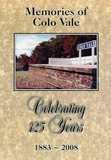 Memories of
Colo Vale
Celebrating
125 Years
1883 – 2008